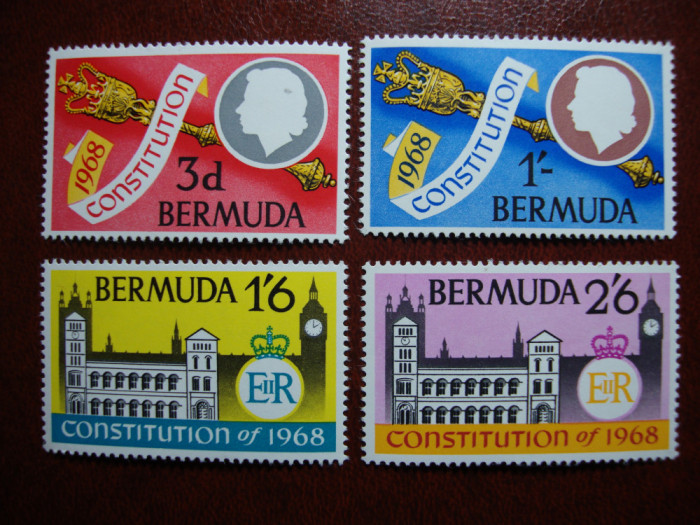 1968
CONSTITUTION
3d
BERMUDA
1968
CONSTITUTION
1'-
BERMUDA
BERMUDA 1'6
EIIR
CONSTITUTION of 1968
BERMUDA 2'6
EIIR
CONSTITUTION of 1968